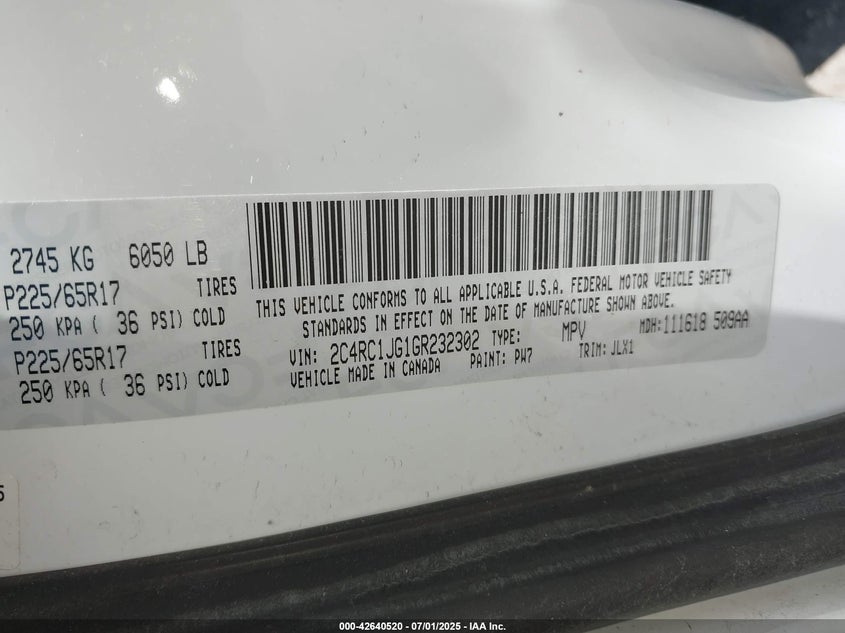 2745 KG 6050 LB
P225/65R17 TIRES
250 KPA ( 36 PSI) COLD
P225/65R17 TIRES
250 KPA ( 36 PSI) COLD
THIS VEHICLE CONFORMS TO ALL APPLICABLE U.S.A. FEDERAL MOTOR VEHICLE SAFETY
STANDARDS IN EFFECT ON THE DATE OF MANUFACTURE SHOWN ABOVE.
VIN: 2C4RC1JG1GR232302 TYPE: MPV MDH:111618 509AA
VEHICLE MADE IN CANADA PAINT: PW7 TRIM: JLX1
000-42640520 / 07/01/2025 - IAA Inc.